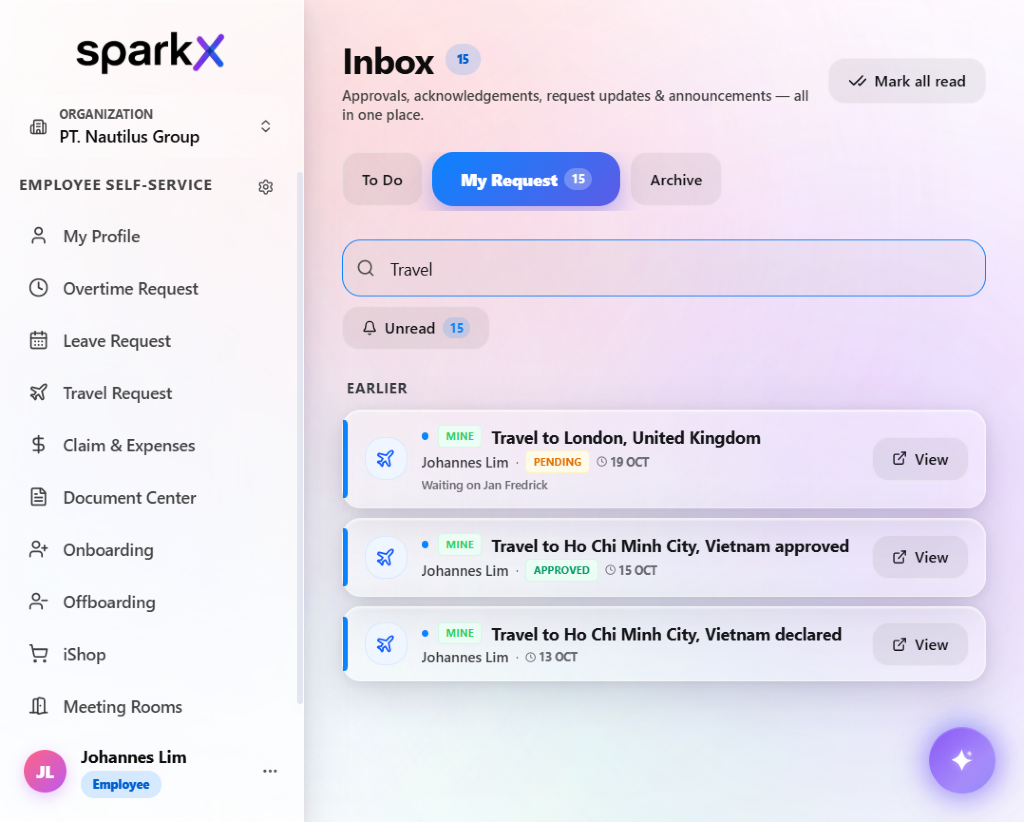 sparkX
ORGANIZATION
PT. Nautilus Group
EMPLOYEE SELF-SERVICE
My Profile
Overtime Request
Leave Request
Travel Request
Claim & Expenses
Document Center
Onboarding
Offboarding
iShop
Meeting Rooms
JL
Johannes Lim
Employee
Inbox 15
Approvals, acknowledgements, request updates & announcements — all
in one place.
Mark all read
To Do
My Request 15
Archive
Travel
Unread 15
EARLIER
MINE Travel to London, United Kingdom
Johannes Lim · PENDING 19 OCT
Waiting on Jan Fredrick
View
MINE Travel to Ho Chi Minh City, Vietnam approved
Johannes Lim · APPROVED 15 OCT
View
MINE Travel to Ho Chi Minh City, Vietnam declared
Johannes Lim · 13 OCT
View